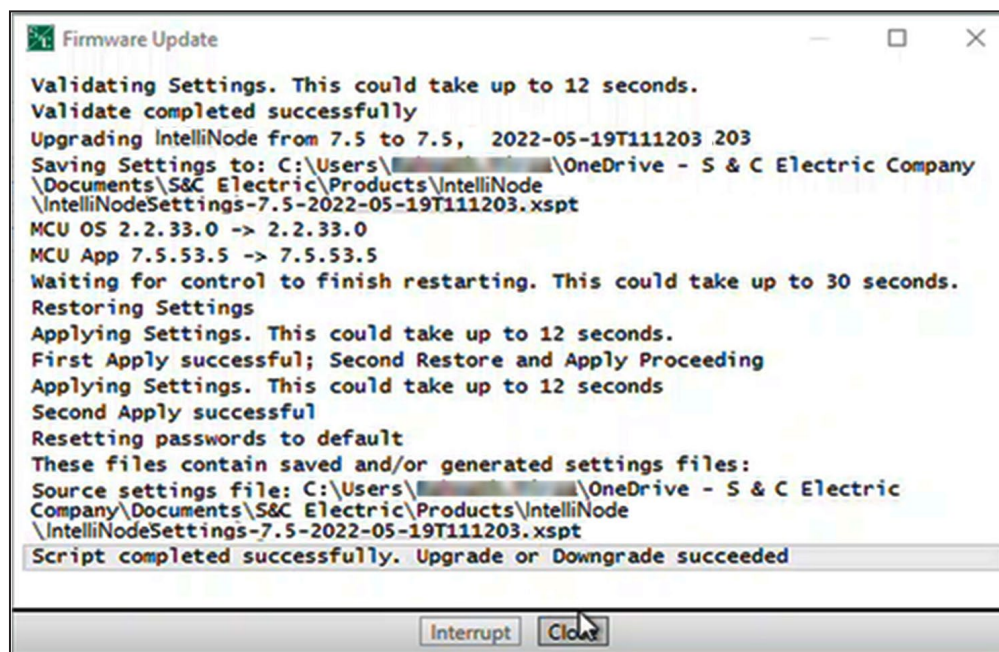 Firmware Update
Validating Settings. This could take up to 12 seconds.
Validate completed successfully
Upgrading IntelliNode from 7.5 to 7.5, 2022-05-19T111203 203
Saving Settings to: C:\Users\ \OneDrive - S & C Electric Company
\Documents\S&C Electric\Products\IntelliNode
\IntelliNodeSettings-7.5-2022-05-19T111203.xspt
MCU OS 2.2.33.0 -> 2.2.33.0
MCU App 7.5.53.5 -> 7.5.53.5
Waiting for control to finish restarting. This could take up to 30 seconds.
Restoring Settings
Applying Settings. This could take up to 12 seconds.
First Apply successful; Second Restore and Apply Proceeding
Applying Settings. This could take up to 12 seconds
Second Apply successful
Resetting passwords to default
These files contain saved and/or generated settings files:
Source settings file: C:\Users\ \OneDrive - S & C Electric
Company\Documents\S&C Electric\Products\IntelliNode
\IntelliNodeSettings-7.5-2022-05-19T111203.xspt
Script completed successfully. Upgrade or Downgrade succeeded
Interrupt Close